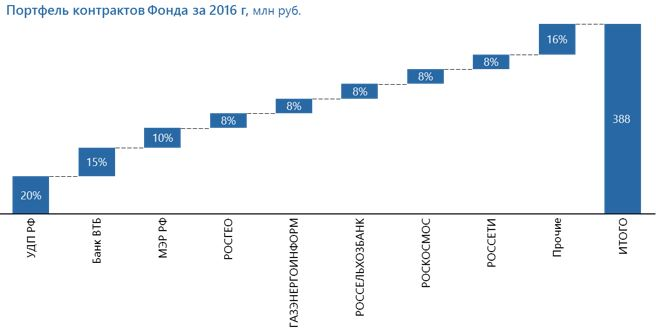 Портфель контрактов Фонда за 2016 г, млн руб.
20%
15%
10%
8%
8%
8%
8%
8%
16%
388
УДП РФ
Банк ВТБ
МЭР РФ
РОСГЕО
ГАЗЭНЕРГОИНФОРМ
РОССЕЛЬХОЗБАНК
РОСКОСМОС
РОССЕТИ
Прочие
ИТОГО